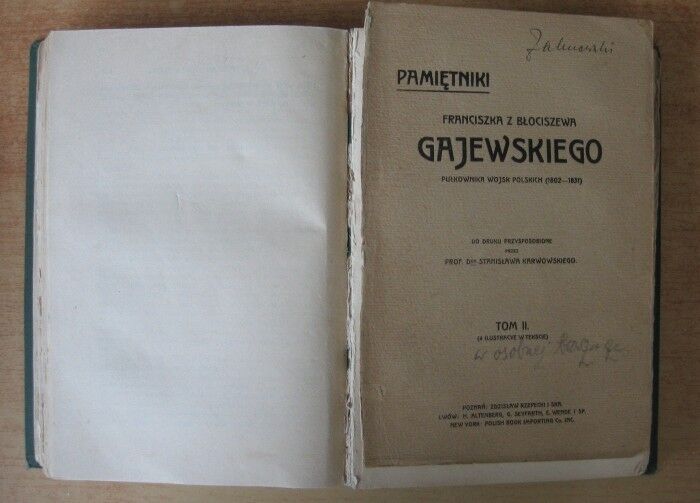 PAMIĘTNIKI
FRANCISZKA Z BŁOCISZEWA
GAJEWSKIEGO
PUŁKOWNIKA WOJSK POLSKICH (1802—1831)
DO DRUKU PRZYSPOSOBIONE
PRZEZ
PROF. DRA STANISŁAWA KARWOWSKIEGO.
TOM II.
(4 ILUSTRACYE W TEKŚCIE)
w osobnej
POZNAŃ: ZDZISŁAW RZEPECKI I SKA.
LWÓW: H. ALTENBERG, G. SEYFARTH, E. WENDE I SP.
NEW YORK - POLISH BOOK IMPORTING Co. INC.